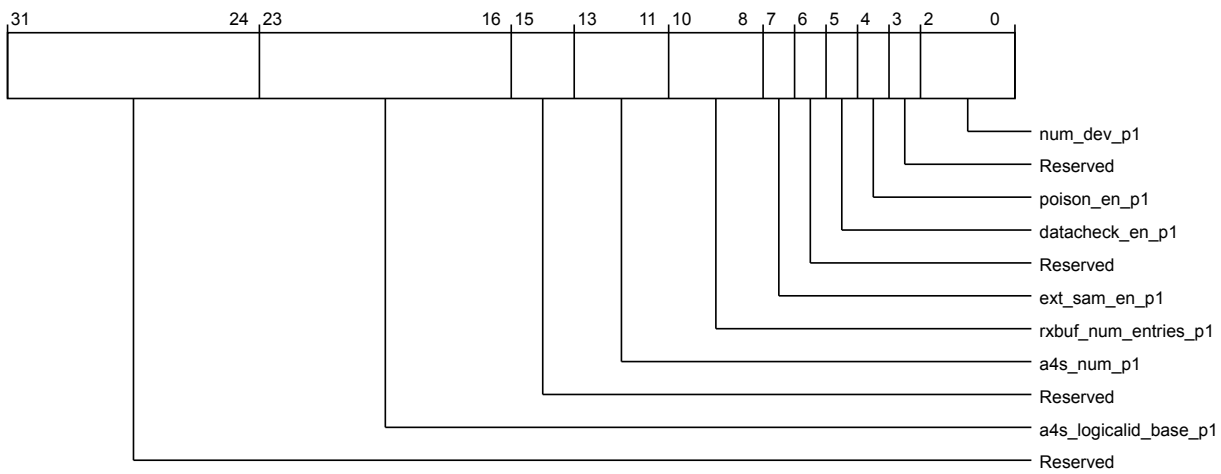 31 24 23 16 15 13 11 10 8 7 6 5 4 3 2 0
num_dev_p1
Reserved
poison_en_p1
datacheck_en_p1
Reserved
ext_sam_en_p1
rxbuf_num_entries_p1
a4s_num_p1
Reserved
a4s_logicalid_base_p1
Reserved